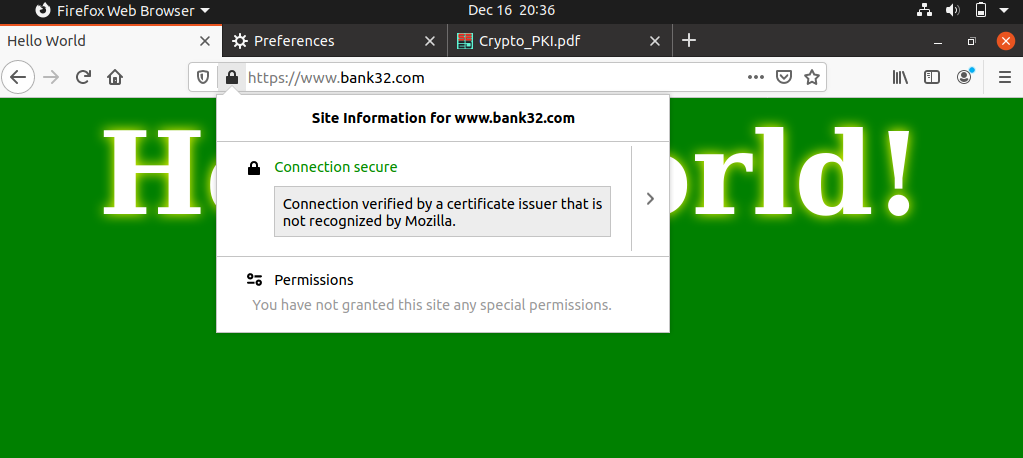 Firefox Web Browser
Dec 16 20:36
Hello World
Preferences
Crypto_PKI.pdf
https://www.bank32.com
Site Information for www.bank32.com
Connection secure
Connection verified by a certificate issuer that is
not recognized by Mozilla.
Permissions
You have not granted this site any special permissions.
H
orld!